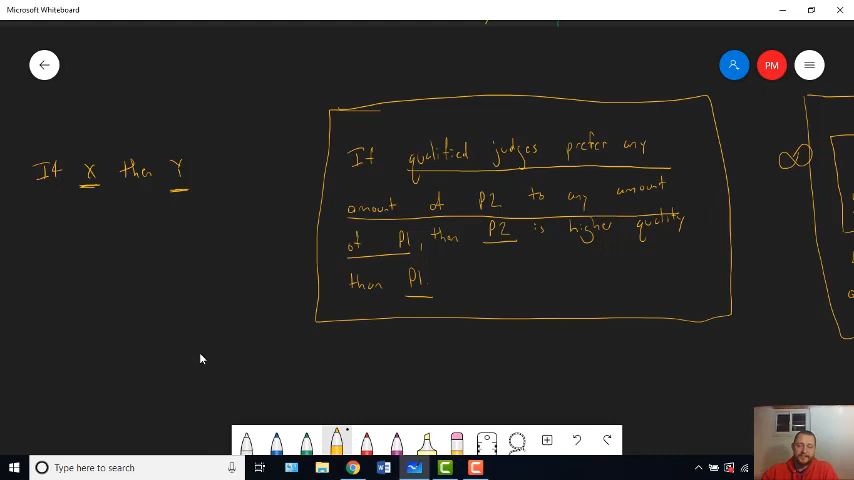 Microsoft Whiteboard
PM
If X then Y
If qualified judges prefer any
amount of P2 to any amount
of P1, then P2 is higher quality
than P1.
∞
Type here to search